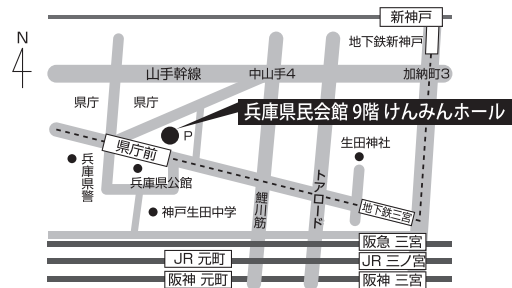 新神戸
N
地下鉄新神戸
山手幹線
中山手4
加納町3
県庁
県庁
兵庫県民会館 9階 けんみんホール
P
県庁前
生田神社
兵庫県警
兵庫県公館
トアロード
鯉川筋
神戸生田中学
地下鉄三宮
阪急 三宮
JR 元町
JR 三ノ宮
阪神 元町
阪神 三宮